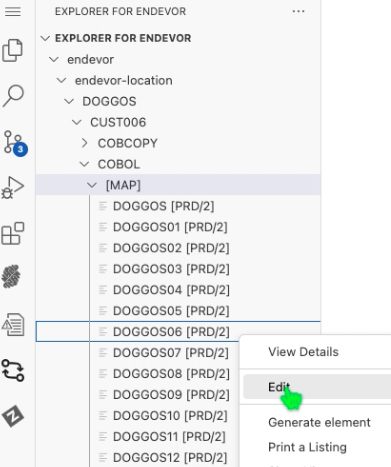 EXPLORER FOR ENDEVOR
EXPLORER FOR ENDEVOR
endevor
endevor-location
DOGGOS
CUST006
COBCOPY
COBOL
[MAP]
DOGGOS [PRD/2]
DOGGOS01 [PRD/2]
DOGGOS02 [PRD/2]
DOGGOS03 [PRD/2]
DOGGOS04 [PRD/2]
DOGGOS05 [PRD/2]
DOGGOS06 [PRD/2]
DOGGOS07 [PRD/2]
DOGGOS08 [PRD/2]
DOGGOS09 [PRD/2]
DOGGOS10 [PRD/2]
DOGGOS11 [PRD/2]
DOGGOS12 [PRD/2]
3
View Details
Edit
Generate element
Print a Listing